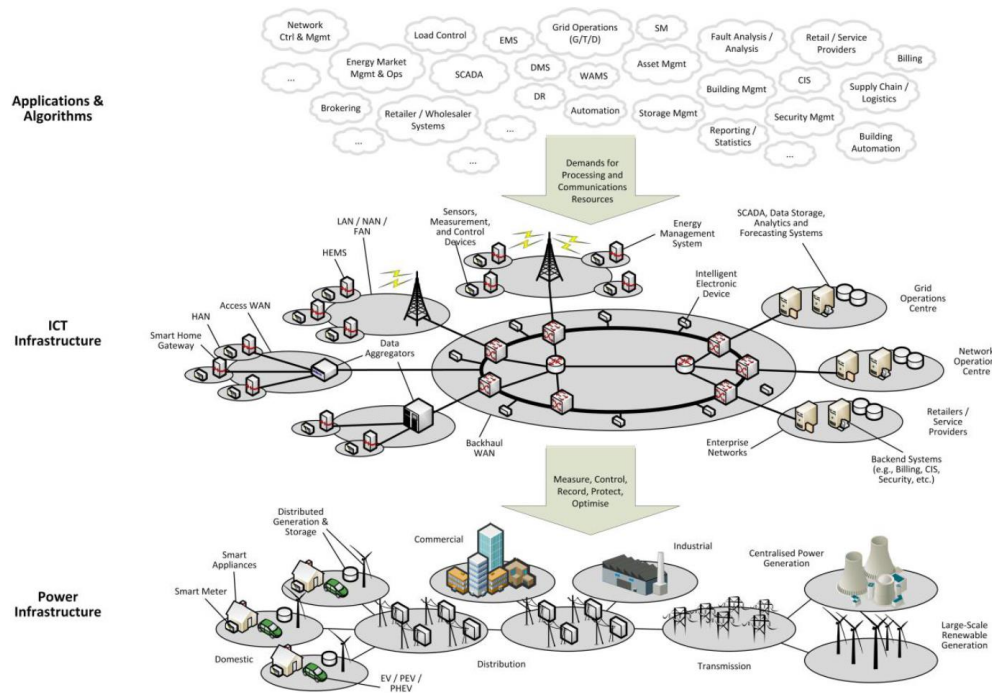 Network
Ctrl & Mgmt
Load Control
EMS
Grid Operations
(G/T/D)
SM
Fault Analysis /
Analysis
Retail / Service
Providers
Billing
...
Energy Market
Mgmt & Ops
SCADA
DMS
WAMS
Asset Mgmt
Building Mgmt
CIS
Supply Chain /
Logistics
Applications &
Algorithms
Brokering
Retailer / Wholesaler
Systems
DR
Automation
Storage Mgmt
Security Mgmt
...
...
...
Reporting /
Statistics
...
Building
Automation
Demands for
Processing and
Communications
Resources
LAN / NAN /
FAN
Sensors,
Measurement,
and Control
Devices
Energy
Management
System
SCADA, Data Storage,
Analytics and
Forecasting Systems
HEMS
Intelligent
Electronic
Device
Access WAN
Grid
Operations
Centre
HAN
ICT
Infrastructure
Smart Home
Gateway
Data
Aggregators
Network
Operations
Centre
Backhaul
WAN
Enterprise
Networks
Retailers /
Service
Providers
Backend Systems
(e.g., Billing, CIS,
Security, etc.)
Measure, Control,
Record, Protect,
Optimise
Distributed
Generation &
Storage
Commercial
Industrial
Centralised Power
Generation
Smart
Appliances
Smart Meter
Power
Infrastructure
Domestic
Distribution
Transmission
Large-Scale
Renewable
Generation
EV / PEV /
PHEV